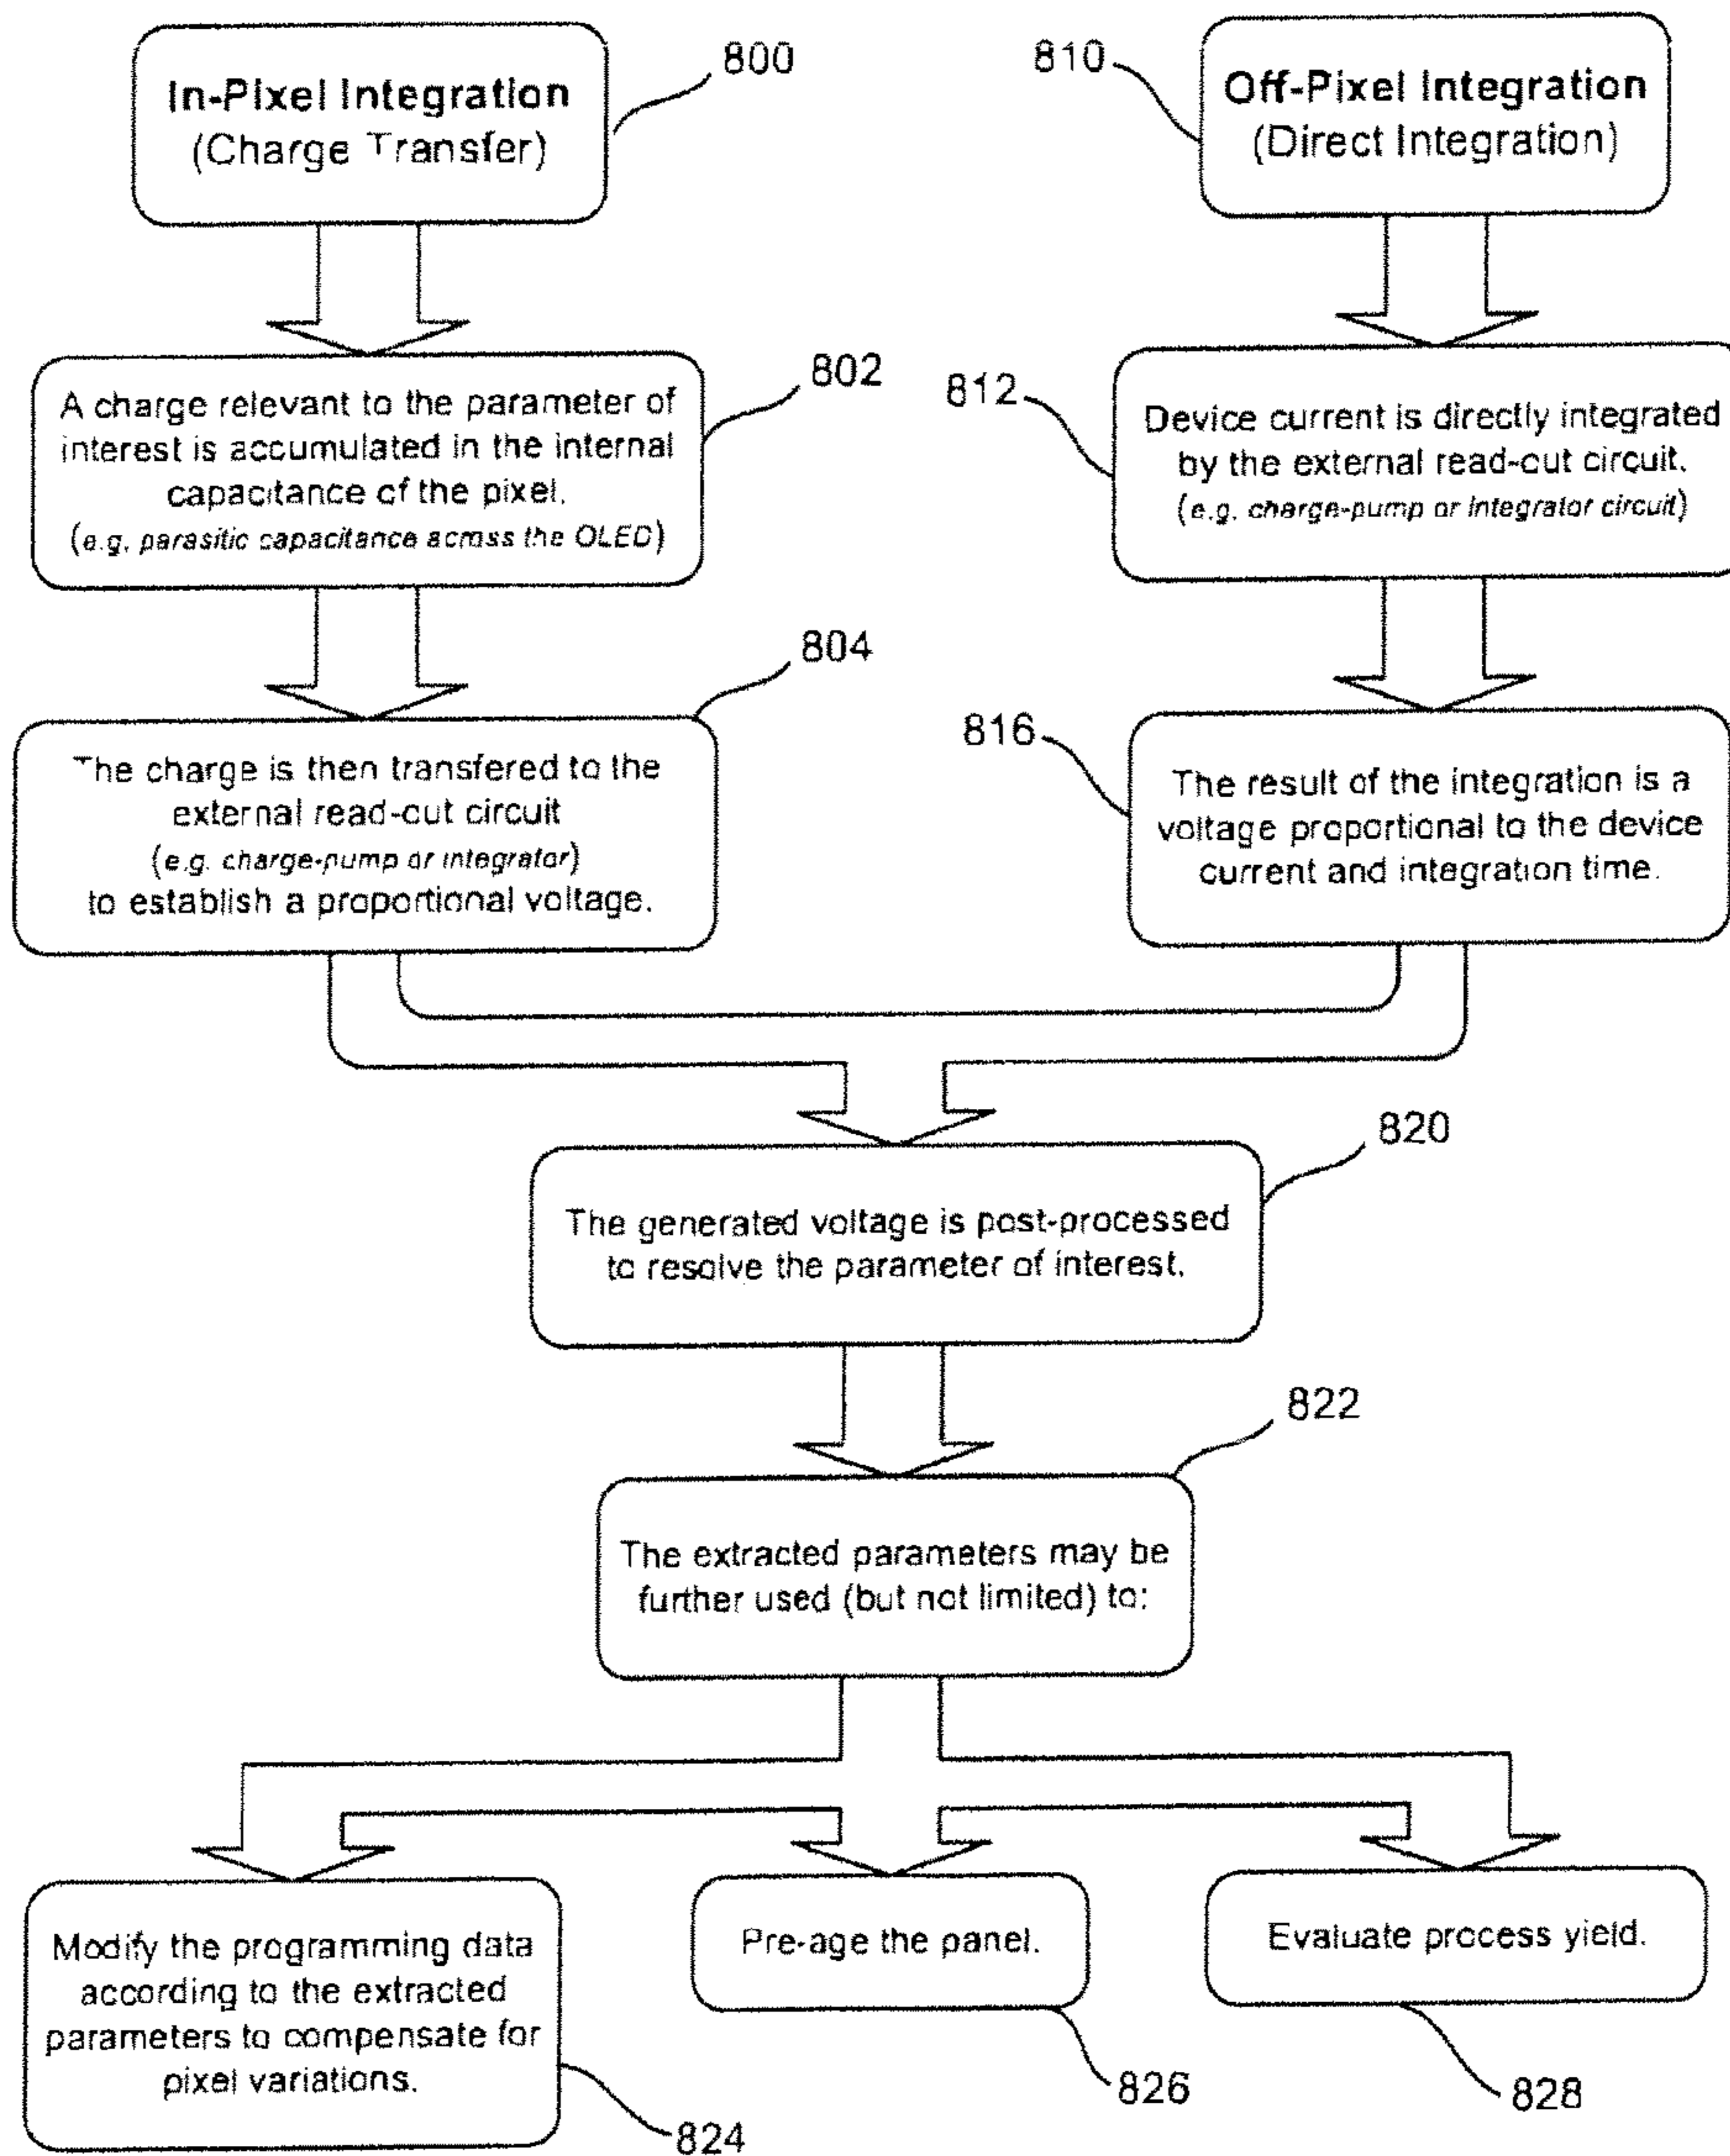 In-Pixel Integration
(Charge Transfer)
800
810
Off-Pixel Integration
(Direct Integration)
A charge relevant to the parameter of
interest is accumulated in the internal
capacitance of the pixel.
(e.g. parasitic capacitance across the OLED)
802
812
Device current is directly integrated
by the external read-out circuit.
(e.g. charge-pump or integrator circuit)
804
The charge is then transfered to the
external read-out circuit
(e.g. charge-pump or integrator)
to establish a proportional voltage.
816
The result of the integration is a
voltage proportional to the device
current and integration time.
820
The generated voltage is post-processed
to resolve the parameter of interest.
822
The extracted parameters may be
further used (but not limited) to:
Modify the programming data
according to the extracted
parameters to compensate for
pixel variations.
824
Pre-age the panel.
826
Evaluate process yield.
828